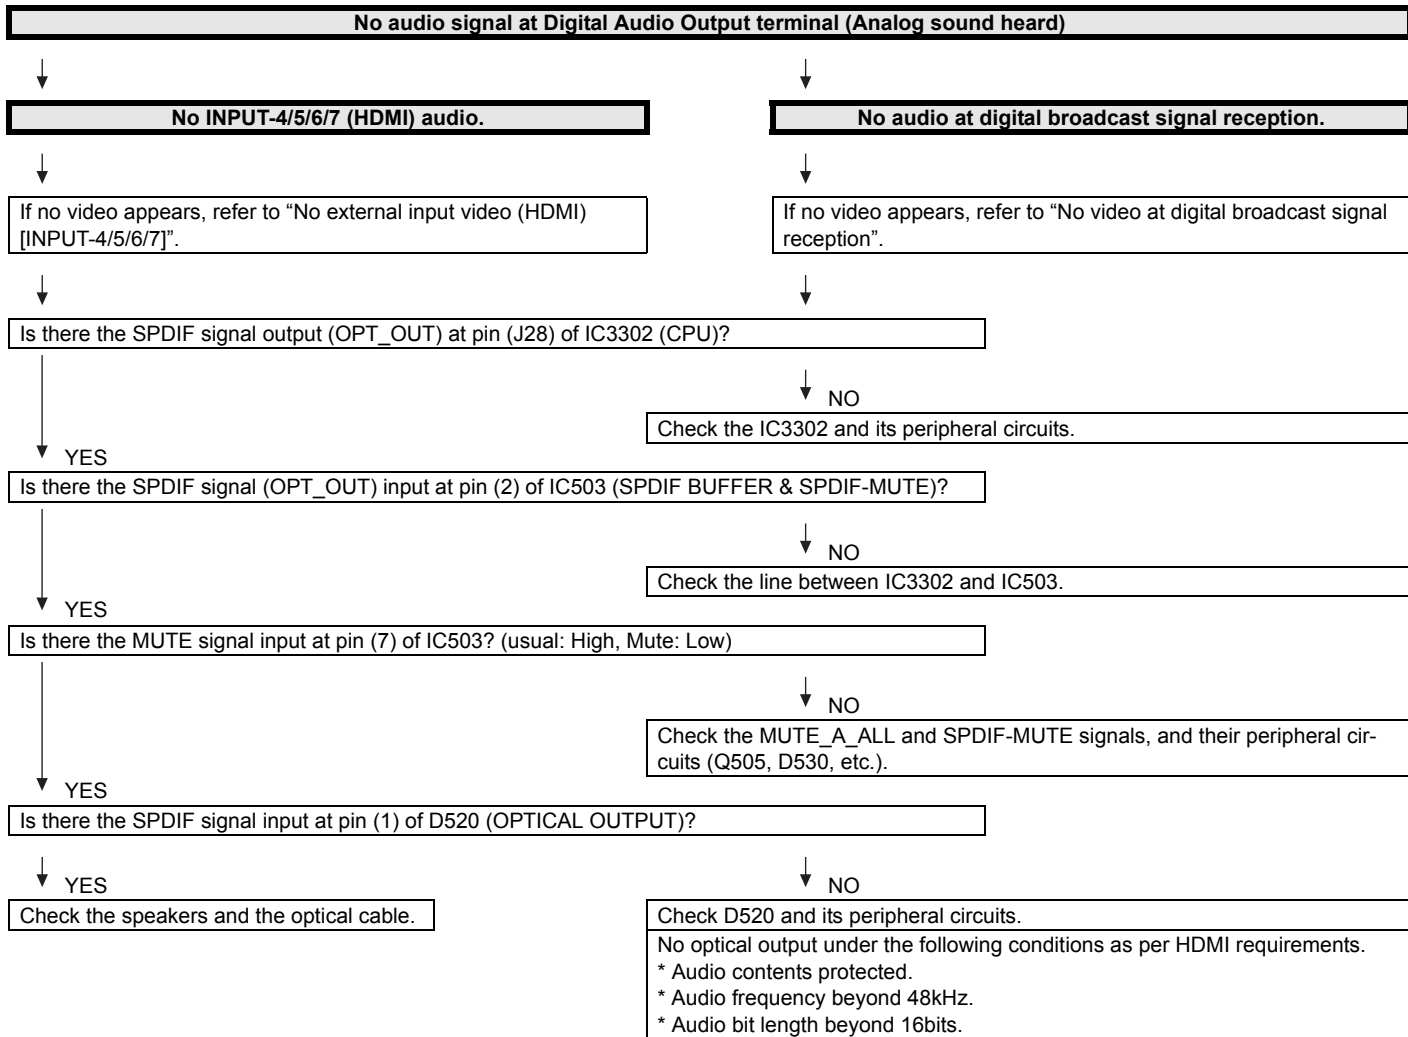 No audio signal at Digital Audio Output terminal (Analog sound heard)
No INPUT-4/5/6/7 (HDMI) audio.
No audio at digital broadcast signal reception.
If no video appears, refer to “No external input video (HDMI)
[INPUT-4/5/6/7]”.
If no video appears, refer to “No video at digital broadcast signal
reception”.
Is there the SPDIF signal output (OPT_OUT) at pin (J28) of IC3302 (CPU)?
NO
Check the IC3302 and its peripheral circuits.
YES
Is there the SPDIF signal (OPT_OUT) input at pin (2) of IC503 (SPDIF BUFFER & SPDIF-MUTE)?
NO
Check the line between IC3302 and IC503.
YES
Is there the MUTE signal input at pin (7) of IC503? (usual: High, Mute: Low)
NO
Check the MUTE_A_ALL and SPDIF-MUTE signals, and their peripheral cir-
cuits (Q505, D530, etc.).
YES
Is there the SPDIF signal input at pin (1) of D520 (OPTICAL OUTPUT)?
YES
Check the speakers and the optical cable.
NO
Check D520 and its peripheral circuits.
No optical output under the following conditions as per HDMI requirements.
* Audio contents protected.
* Audio frequency beyond 48kHz.
* Audio bit length beyond 16bits.